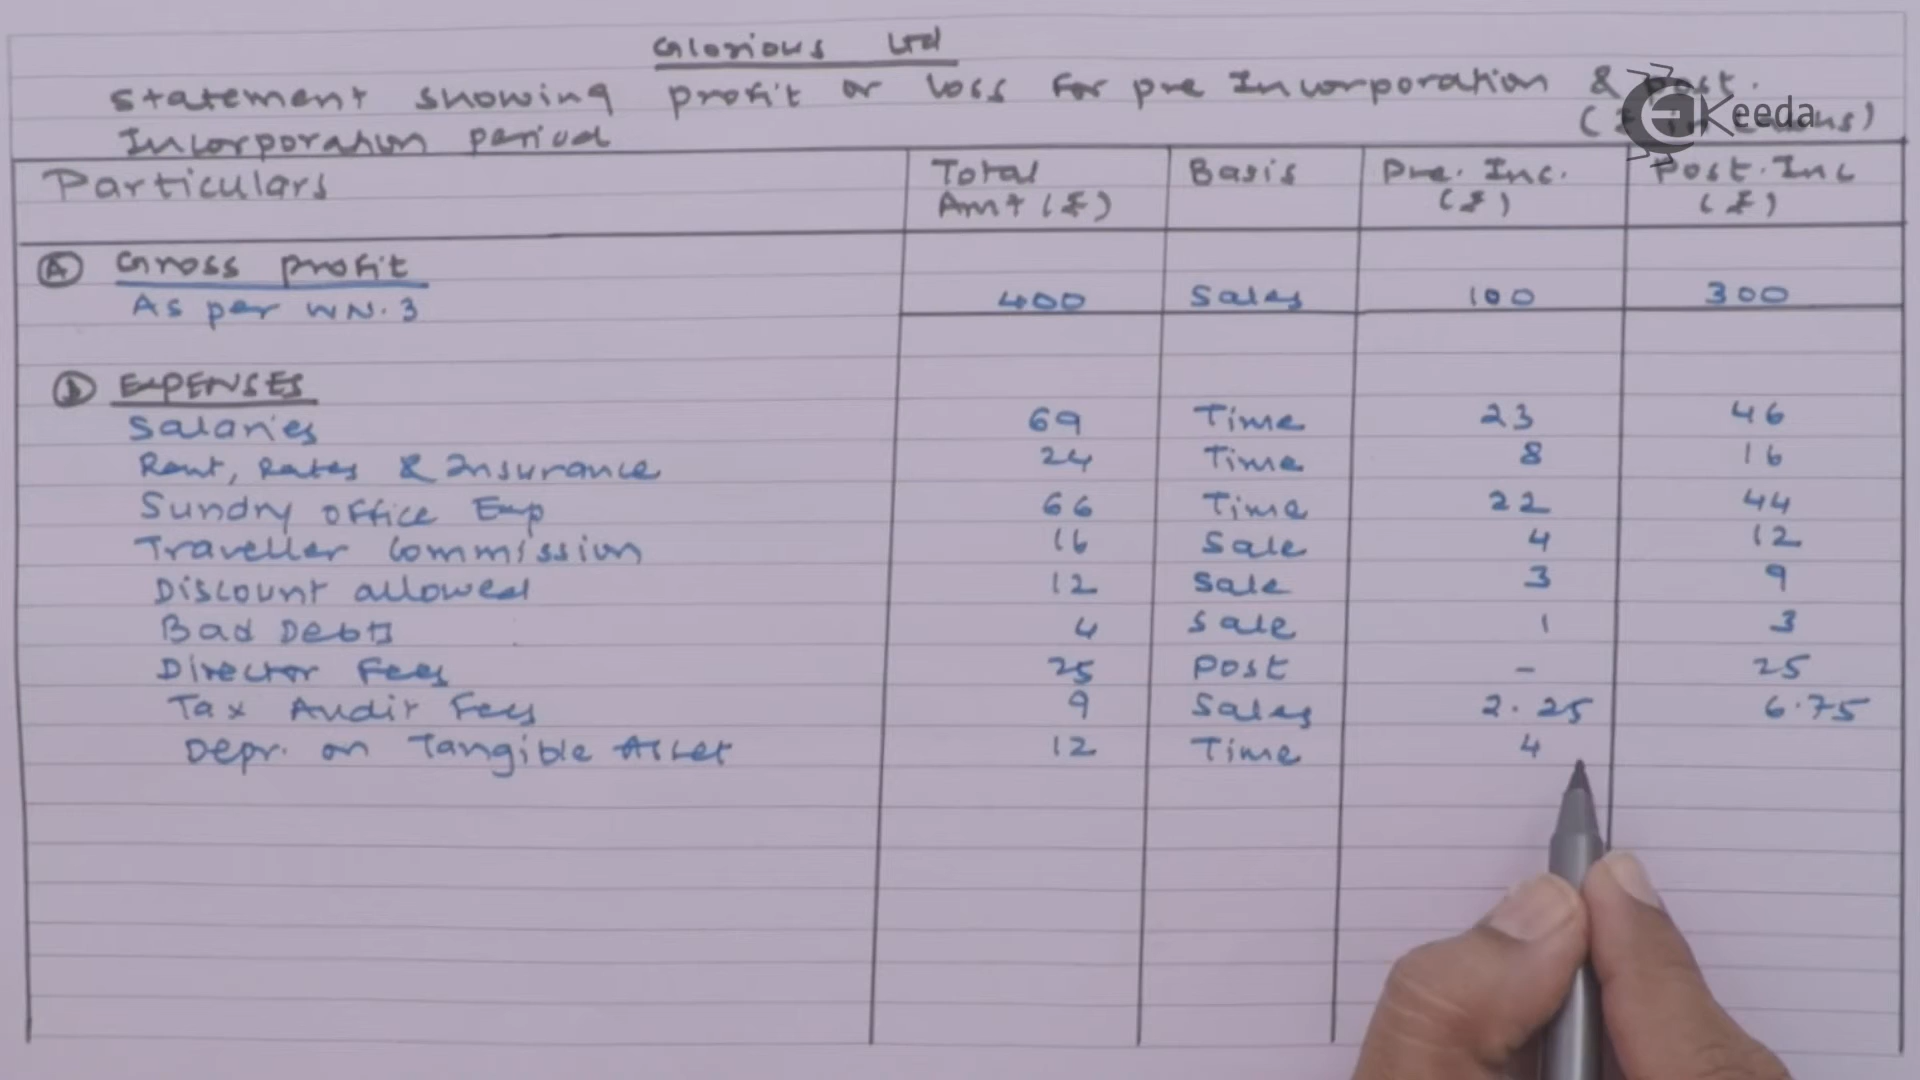 Glorious Ltd
Statement showing profit or loss for pre Incorporation & post.
Incorporation period
Keeda
Particulars Total Amt (₹) Basis Pre. Inc. (₹) Post. Inc (₹)
A Gross profit
As per WN. 3 400 Sales 100 300
B EXPENSES
Salaries 69 Time 23 46
Rent, Rates & Insurance 24 Time 8 16
Sundry office Exp 66 Time 22 44
Traveller Commission 16 Sale 4 12
Discount allowed 12 Sale 3 9
Bad Debts 4 Sale 1 3
Director Fees 25 Post - 25
Tax Audit Fees 9 Sales 2.25 6.75
Depr. on Tangible Asset 12 Time 4